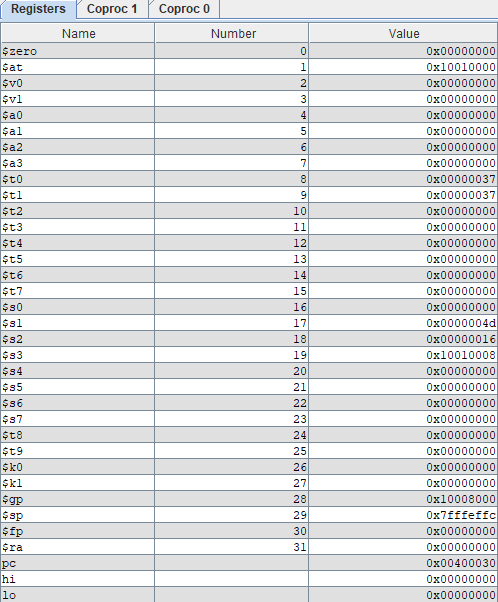 Registers Coproc 1 Coproc 0
Name Number Value
$zero 0 0x00000000
$at 1 0x10010000
$v0 2 0x00000000
$v1 3 0x00000000
$a0 4 0x00000000
$a1 5 0x00000000
$a2 6 0x00000000
$a3 7 0x00000000
$t0 8 0x00000037
$t1 9 0x00000037
$t2 10 0x00000000
$t3 11 0x00000000
$t4 12 0x00000000
$t5 13 0x00000000
$t6 14 0x00000000
$t7 15 0x00000000
$s0 16 0x00000000
$s1 17 0x0000004d
$s2 18 0x00000016
$s3 19 0x10010008
$s4 20 0x00000000
$s5 21 0x00000000
$s6 22 0x00000000
$s7 23 0x00000000
$t8 24 0x00000000
$t9 25 0x00000000
$k0 26 0x00000000
$k1 27 0x00000000
$gp 28 0x10008000
$sp 29 0x7fffeffc
$fp 30 0x00000000
$ra 31 0x00000000
pc 0x00400030
hi 0x00000000
lo 0x00000000